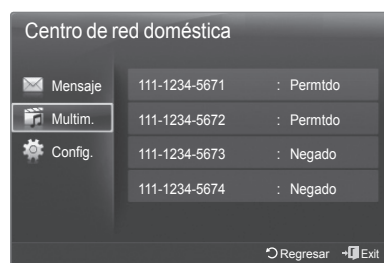 Centro de red doméstica
Mensaje
Multim.
Config.
111-1234-5671 : Permtdo
111-1234-5672 : Permtdo
111-1234-5673 : Negado
111-1234-5674 : Negado
Regresar Exit